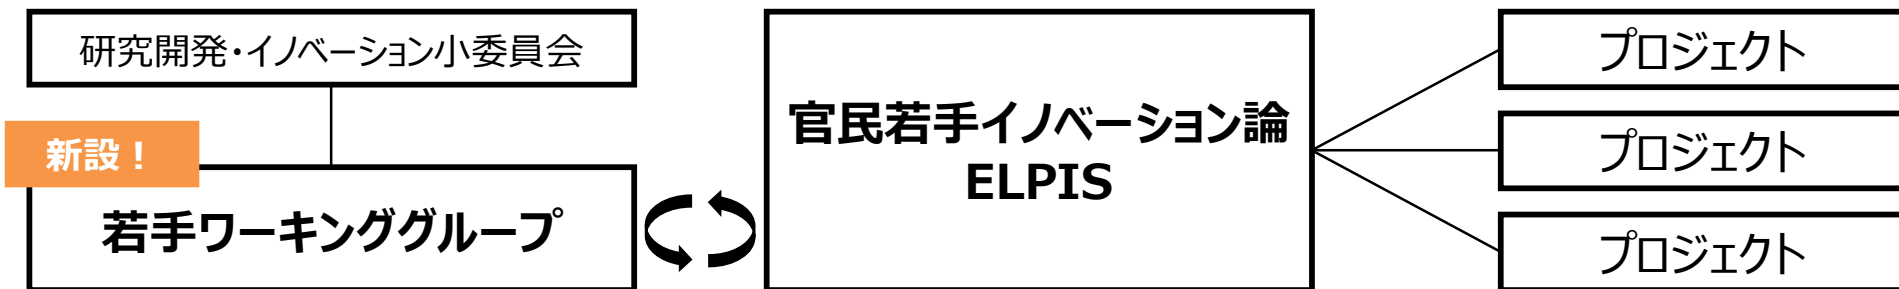 研究開発・イノベーション小委員会
新設！
若手ワーキンググループ
官民若手イノベーション論
ELPIS
プロジェクト
プロジェクト
プロジェクト